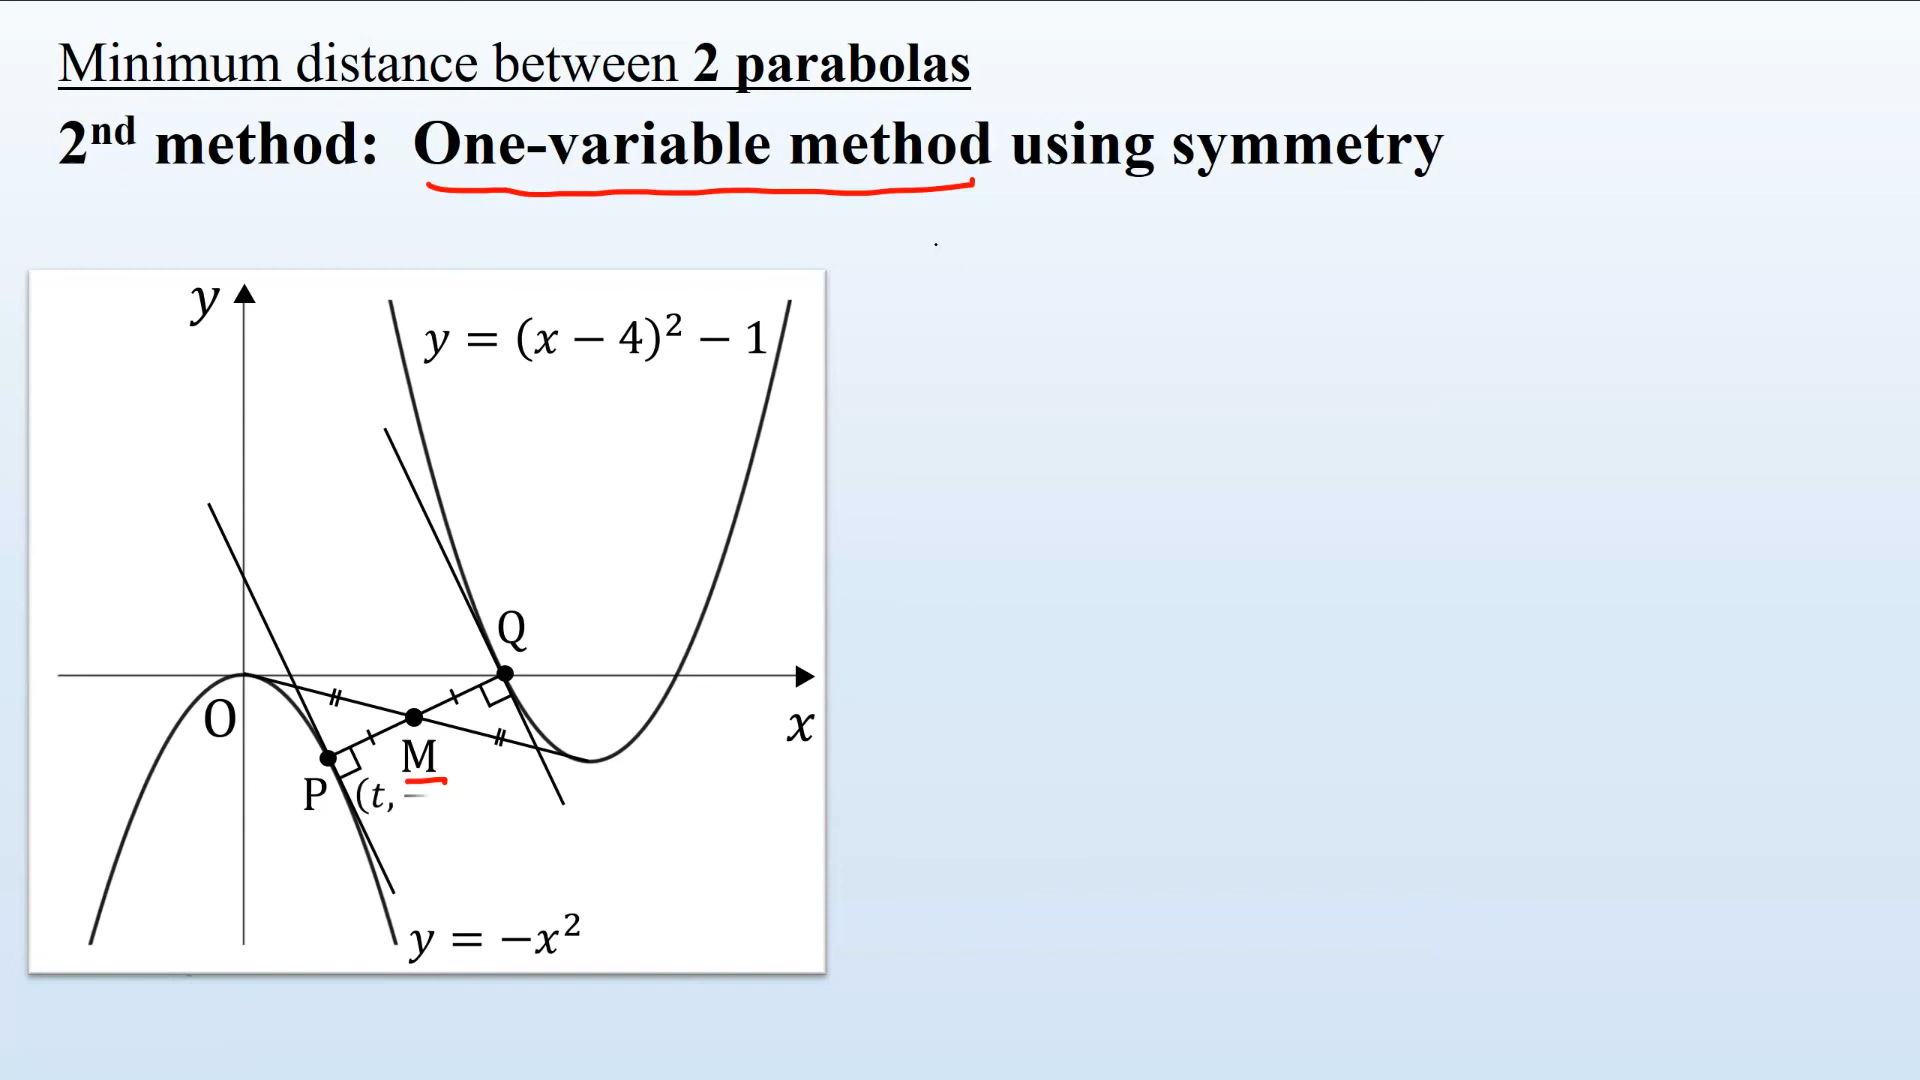 Minimum distance between 2 parabolas
2ⁿᵈ method: One-variable method using symmetry
y
y = (x − 4)² − 1
Q
O
x
M
P (t, −
y = −x²